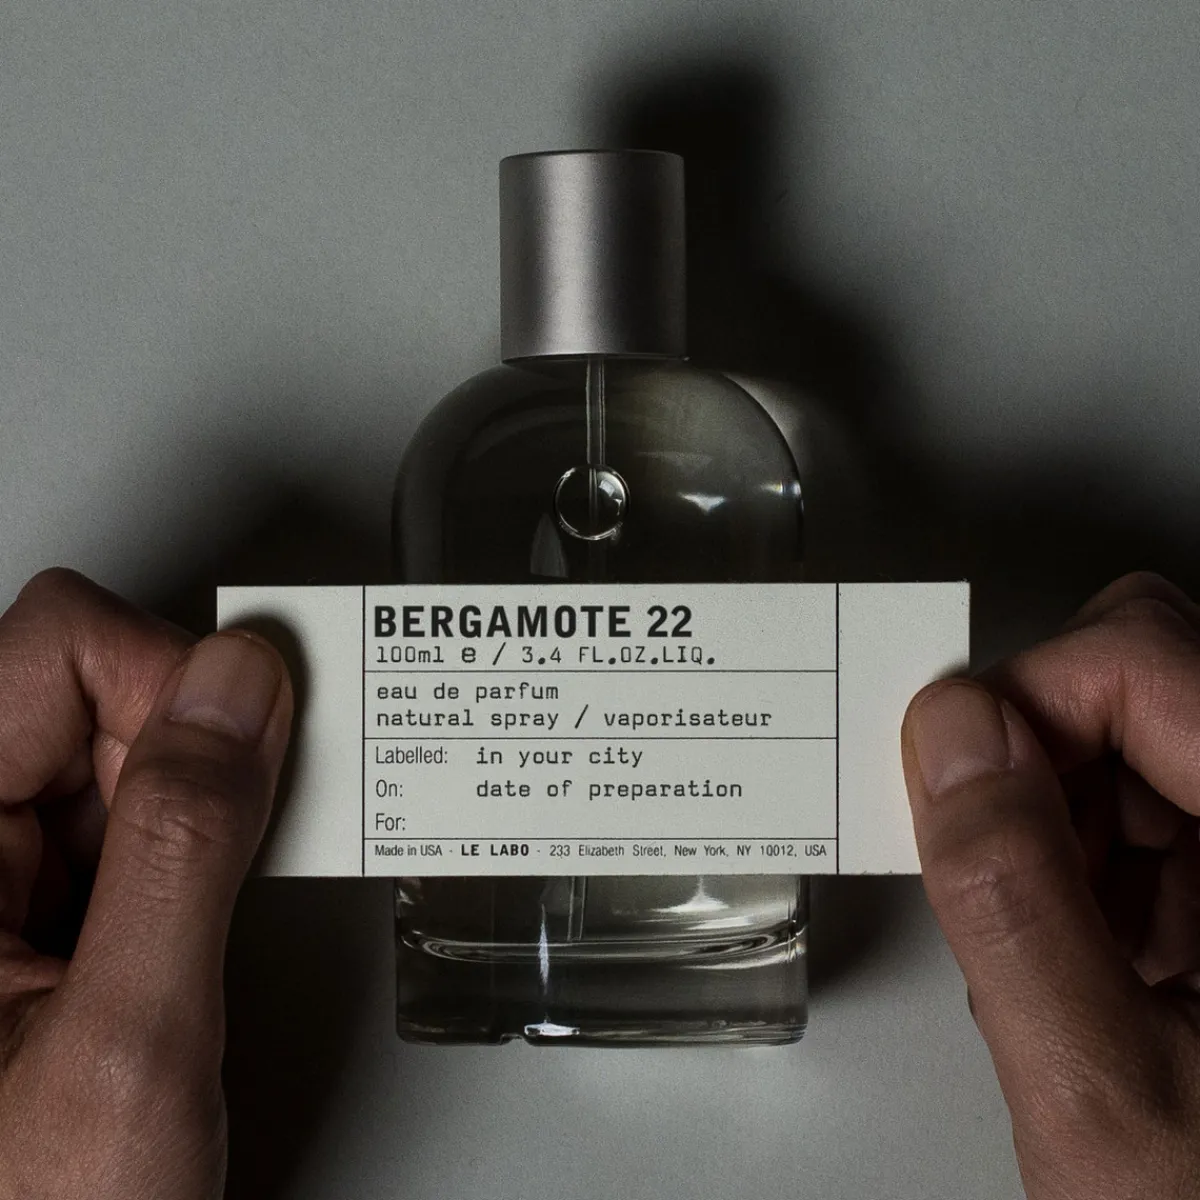 BERGAMOTE 22
100ml e / 3.4 FL.OZ.LIQ.
eau de parfum
natural spray / vaporisateur
Labelled: in your city
On: date of preparation
For:
Made in USA - LE LABO - 233 Elizabeth Street, New York, NY 10012, USA